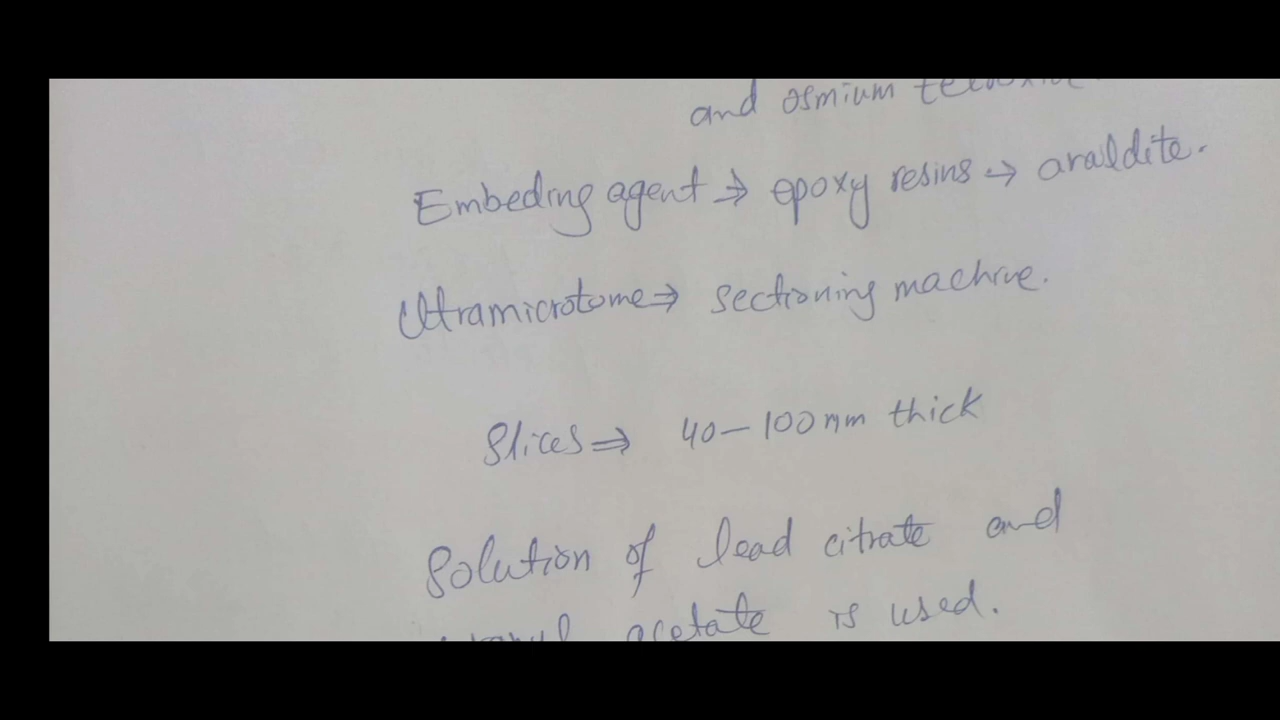 and osmium
Embeding agent ⇒ epoxy resins → araldite.
Ultramicrotome ⇒ sectioning machine.
Slices ⇒ 40-100nm thick
Solution of lead citrate and
acetate is used.